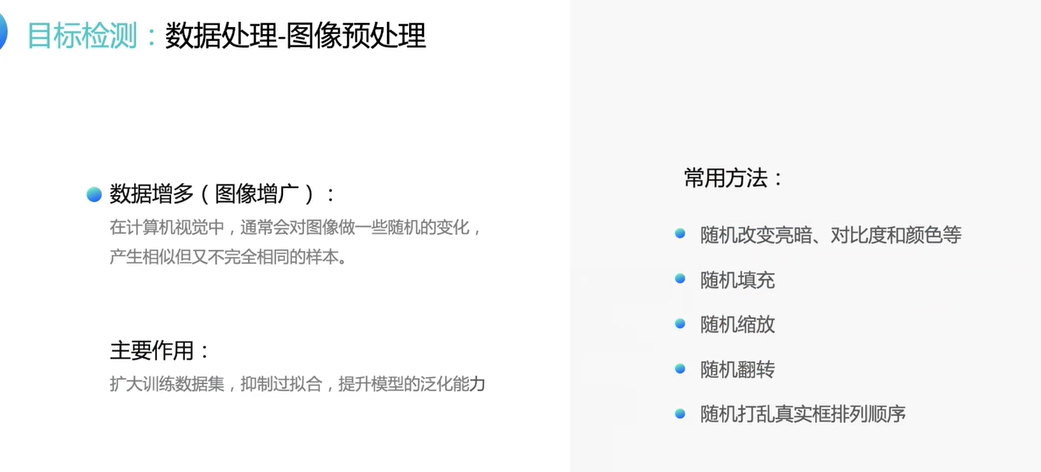 目标检测：数据处理-图像预处理
数据增多（图像增广）：
在计算机视觉中，通常会对图像做一些随机的变化，
产生相似但又不完全相同的样本。
主要作用：
扩大训练数据集，抑制过拟合，提升模型的泛化能力
常用方法：
随机改变亮暗、对比度和颜色等
随机填充
随机缩放
随机翻转
随机打乱真实框排列顺序